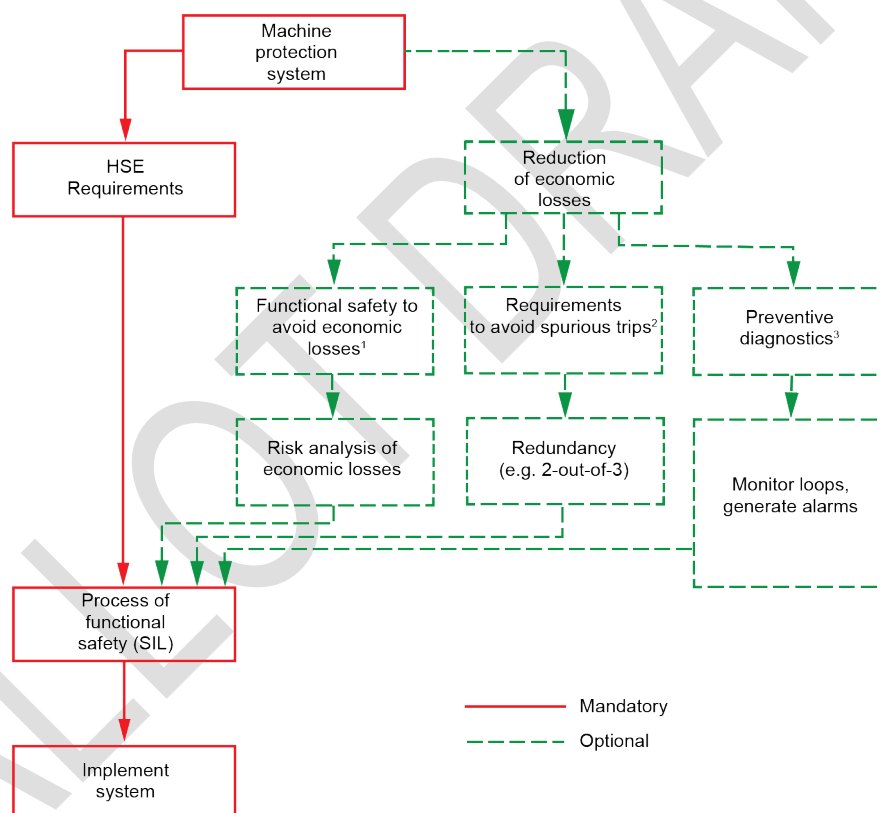 Machine
protection
system
HSE
Requirements
Reduction
of economic
losses
Functional safety to
avoid economic
losses¹
Requirements
to avoid spurious trips²
Preventive
diagnostics³
Risk analysis of
economic losses
Redundancy
(e.g. 2-out-of-3)
Monitor loops,
generate alarms
Process of
functional
safety (SIL)
Mandatory
Optional
Implement
system
ALLOT DRA